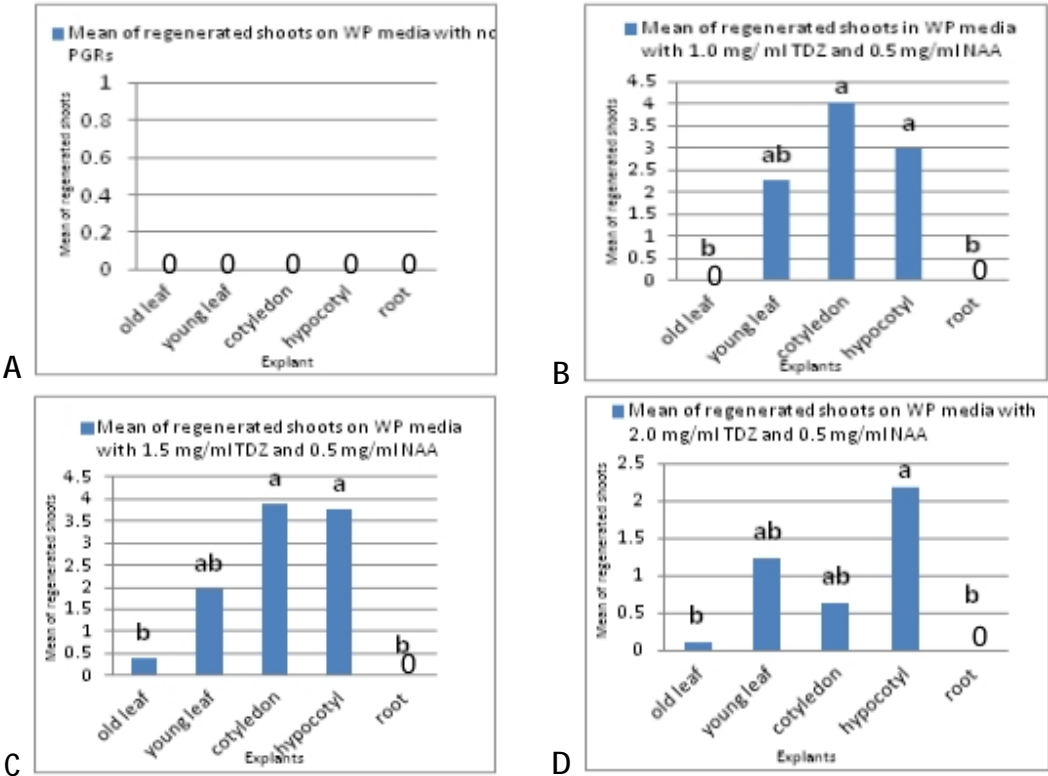 Mean of regenerated shoots on WP media with no
PGRs
Mean of regenerated shoots
1
0.8
0.6
0.4
0.2
0
0 0 0 0 0
old leaf young leaf cotyledon hypocotyl root
Explant
A
Mean of regenerated shoots in WP media
with 1.0 mg/ ml TDZ and 0.5 mg/ml NAA
Mean of regenerated shoots
4.5
4
3.5
3
2.5
2
1.5
1
0.5
0
b ab a a b
0 0
old leaf young leaf cotyledon hypocotyl root
Explants
B
Mean of regenerated shoots on WP media
with 1.5 mg/ml TDZ and 0.5 mg/ml NAA
Mean of regenerated shoots
4.5
4
3.5
3
2.5
2
1.5
1
0.5
0
b ab a a b
0
old leaf young leaf cotyledon hypocotyl root
Explants
C
Mean of regenerated shoots on WP media with
2.0 mg/ml TDZ and 0.5 mg/ml NAA
Mean of regenerated shoots
2.5
2
1.5
1
0.5
0
b ab ab a b
0
old leaf young leaf cotyledon hypocotyl root
Explants
D